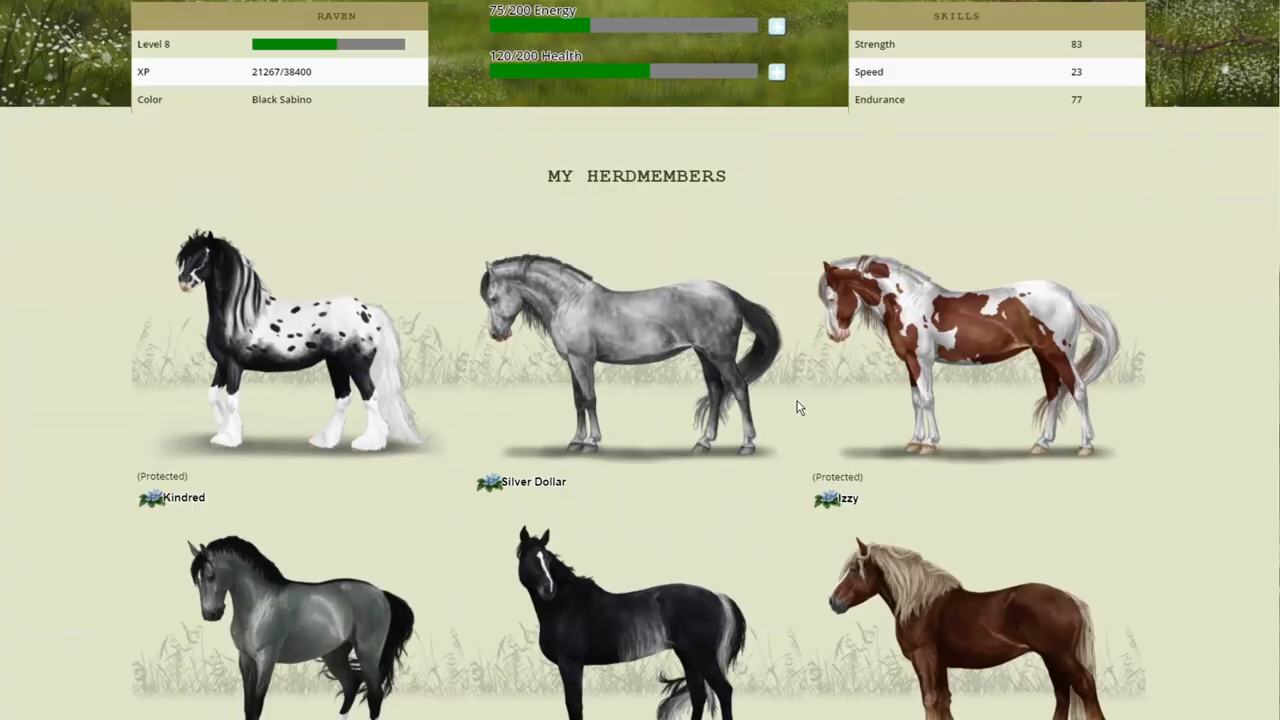 RAVEN
Level 8
XP 21267/38400
Color Black Sabino
75/200 Energy
120/200 Health
SKILLS
Strength 83
Speed 23
Endurance 77
MY HERDMEMBERS
(Protected)
Kindred
Silver Dollar
(Protected)
Izzy